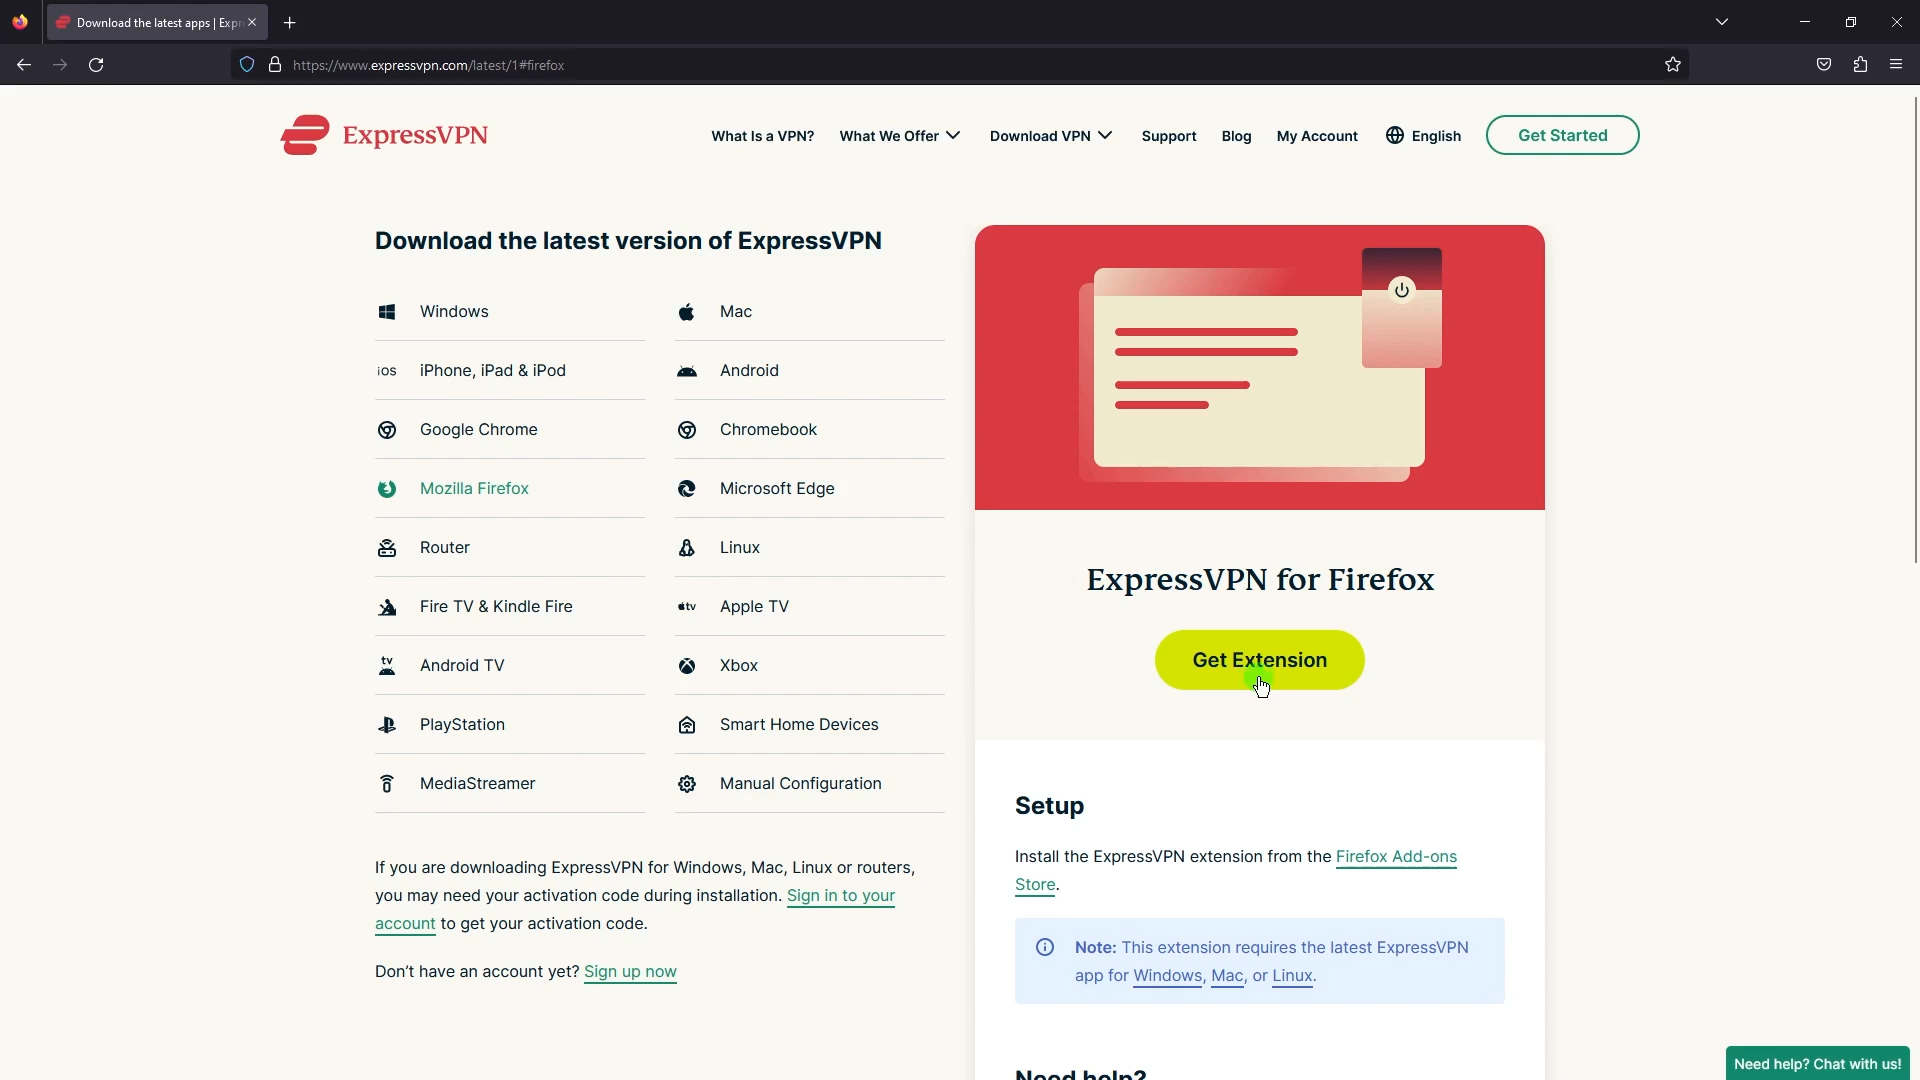 Download the latest apps | Expr
https://www.expressvpn.com/latest/1#firefox
ExpressVPN
What Is a VPN?
What We Offer
Download VPN
Support
Blog
My Account
English
Get Started
Download the latest version of ExpressVPN
Windows
Mac
iOS
iPhone, iPad & iPod
Android
Google Chrome
Chromebook
Mozilla Firefox
Microsoft Edge
Router
Linux
Fire TV & Kindle Fire
tv
Apple TV
tv
Android TV
Xbox
PlayStation
Smart Home Devices
MediaStreamer
Manual Configuration
If you are downloading ExpressVPN for Windows, Mac, Linux or routers,
you may need your activation code during installation. Sign in to your
account to get your activation code.
Don't have an account yet? Sign up now
ExpressVPN for Firefox
Get Extension
Setup
Install the ExpressVPN extension from the Firefox Add-ons
Store.
Note: This extension requires the latest ExpressVPN
app for Windows, Mac, or Linux.
Need help?
Need help? Chat with us!